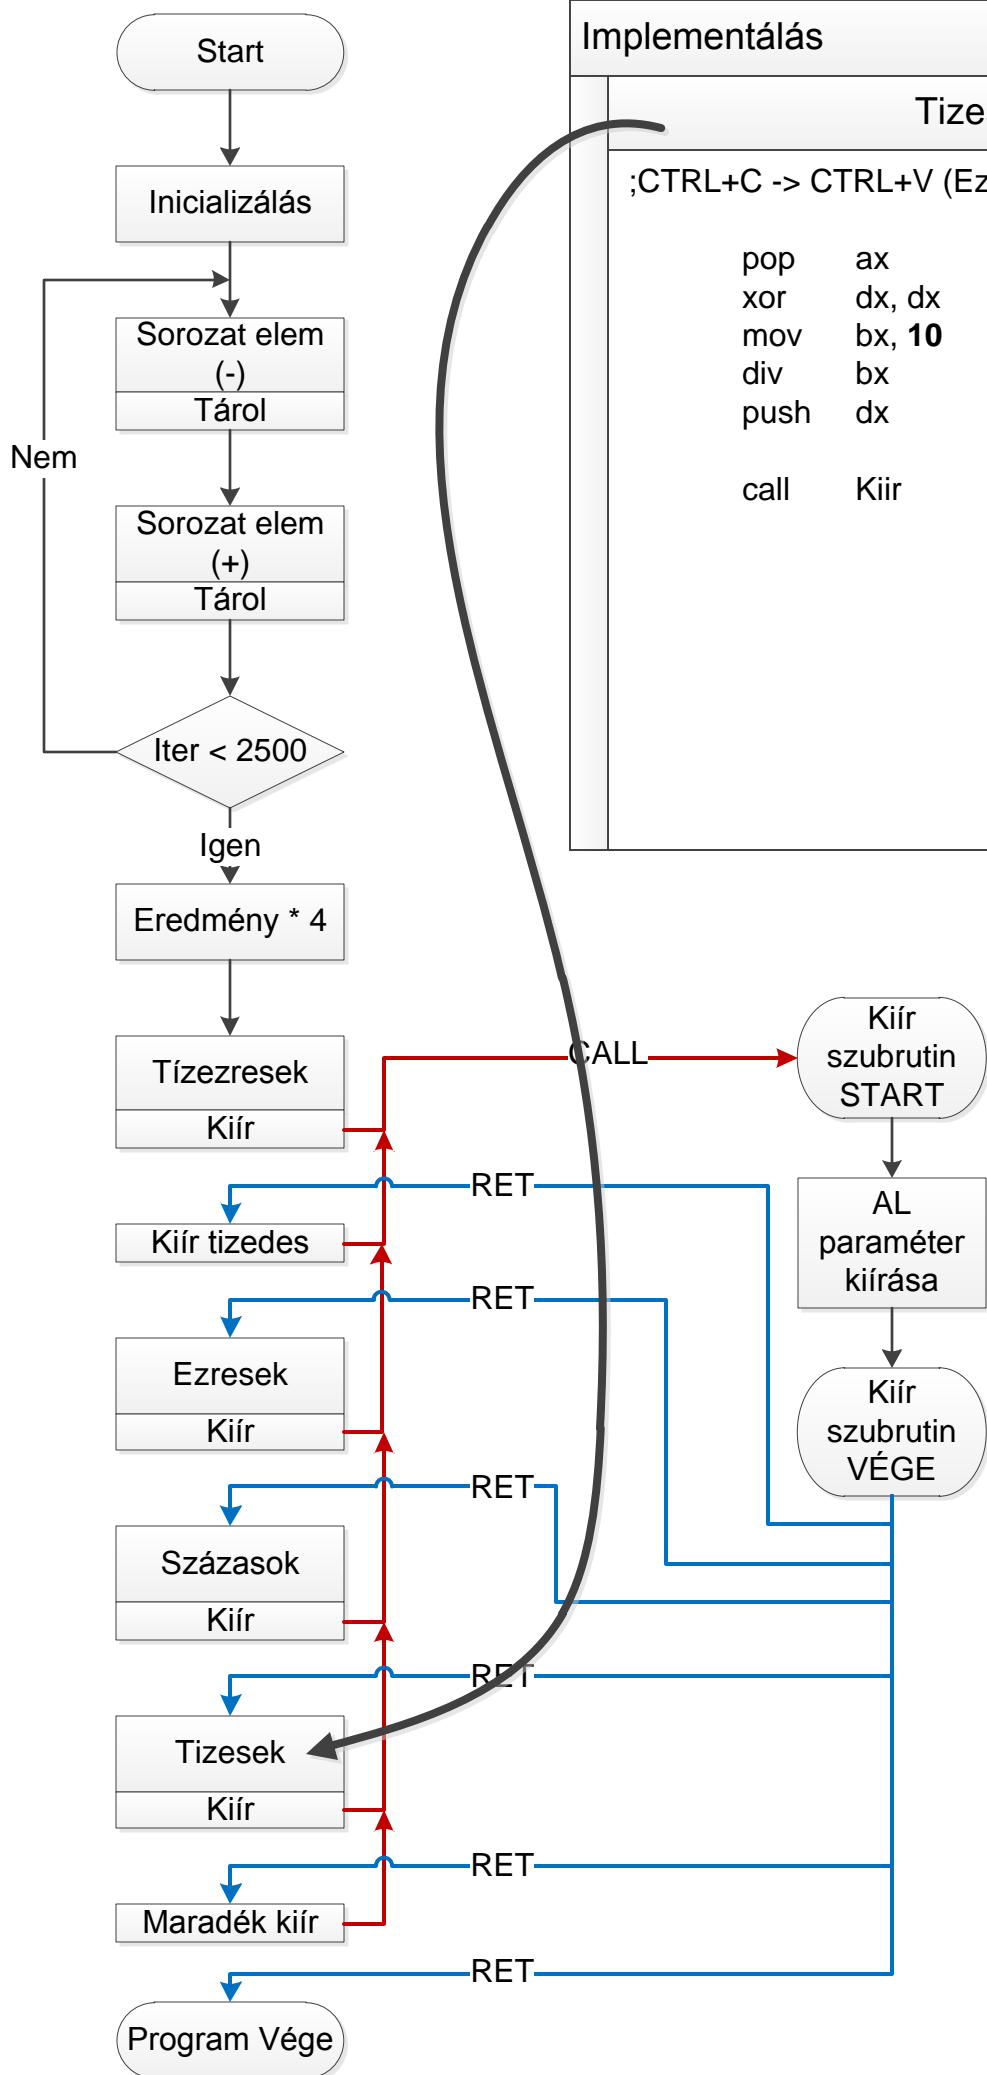 Start
Inicializálás
Sorozat elem
(-)
Tárol
Nem
Sorozat elem
(+)
Tárol
Iter < 2500
Igen
Eredmény * 4
Tízezresek
Kiír
Kiír tizedes
Ezresek
Kiír
Százasok
Kiír
Tizesek
Kiír
Maradék kiír
Program Vége
Implementálás
Tize
;CTRL+C -> CTRL+V (Ez
pop ax
xor dx, dx
mov bx, 10
div bx
push dx
call Kiir
CALL
RET
RET
RET
RET
RET
RET
Kiír
szubrutin
START
AL
paraméter
kiírása
Kiír
szubrutin
VÉGE